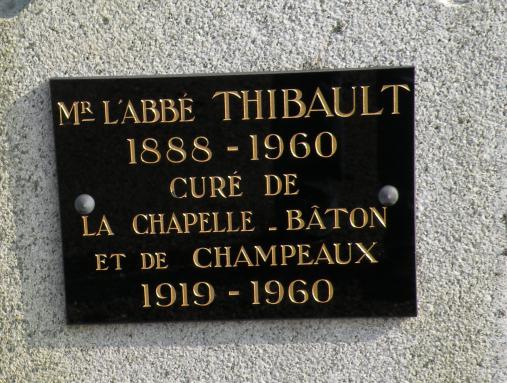 Mr L'ABBÉ THIBAULT
1888 - 1960
CURÉ DE
LA CHAPELLE - BÂTON
ET DE CHAMPEAUX
1919 - 1960